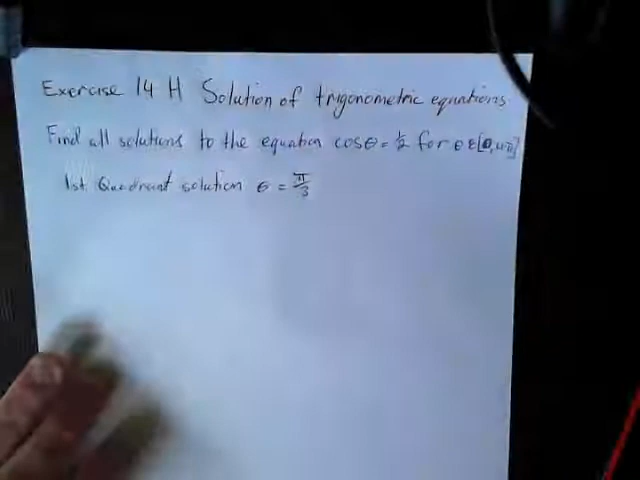 Exercise 14 H Solution of trigonometric equations
Find all solutions to the equation cosθ = ½ for θ ε [0, 4π]
1st Quadrant solution θ = π/3